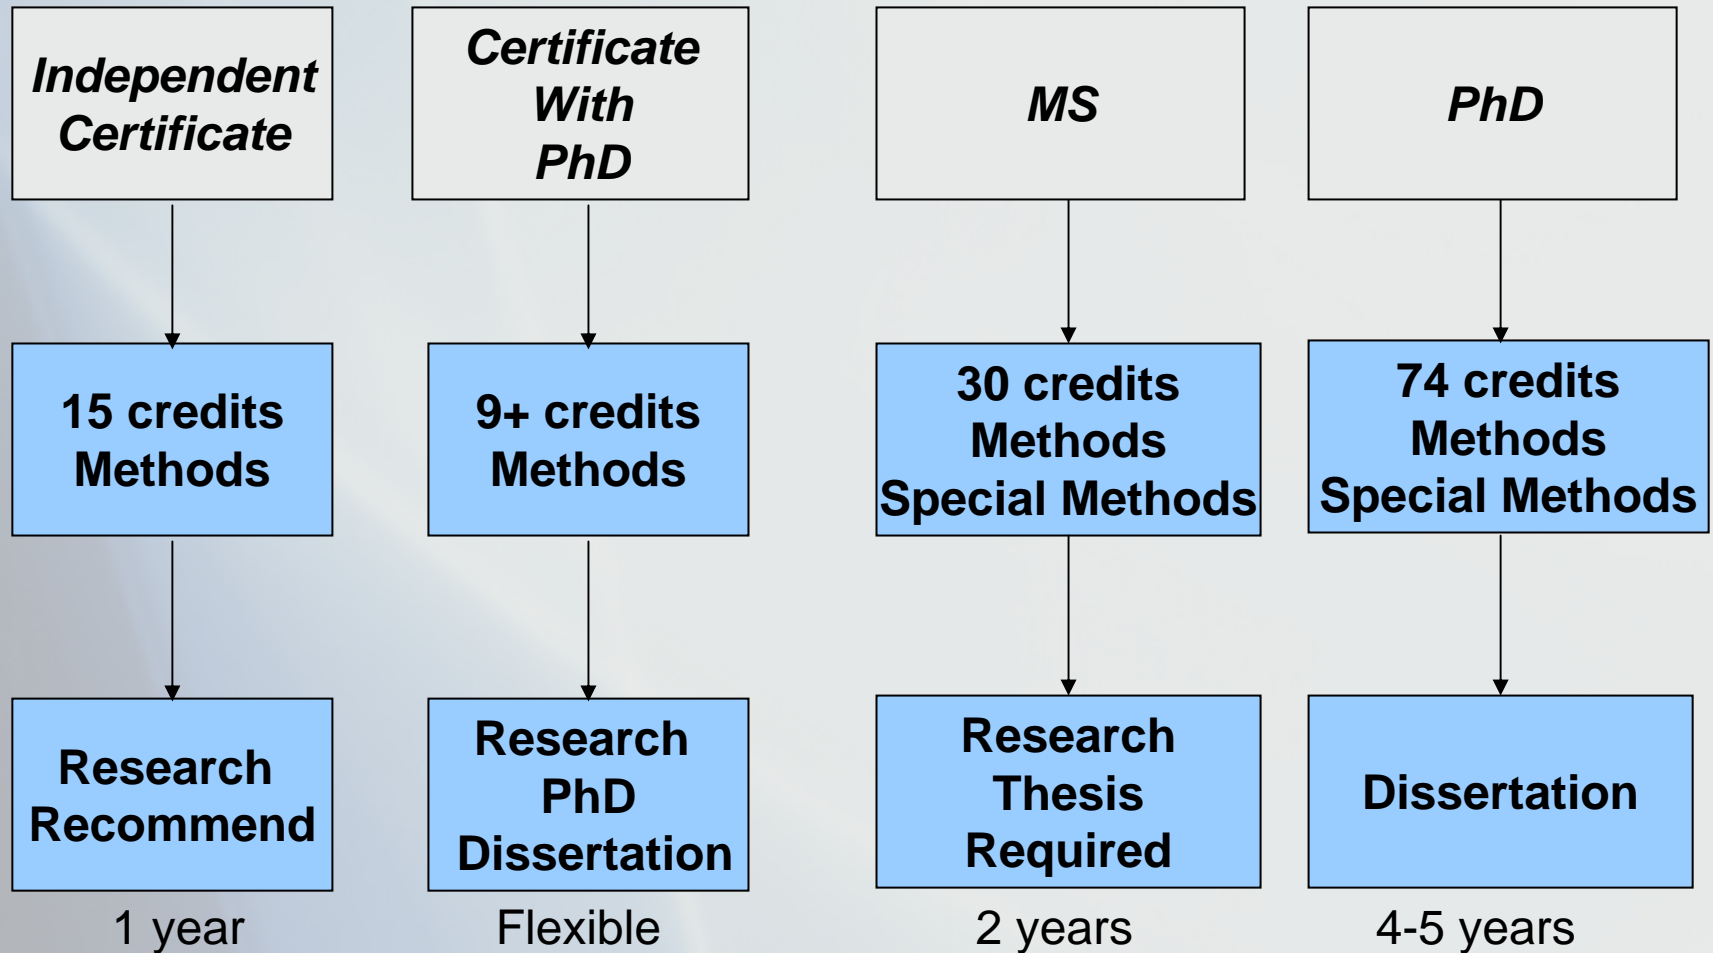 Independent
Certificate
Certificate
With
PhD
MS
PhD
15 credits
Methods
9+ credits
Methods
30 credits
Methods
Special Methods
74 credits
Methods
Special Methods
Research
Recommend
Research
PhD
Dissertation
Research
Thesis
Required
Dissertation
1 year
Flexible
2 years
4-5 years